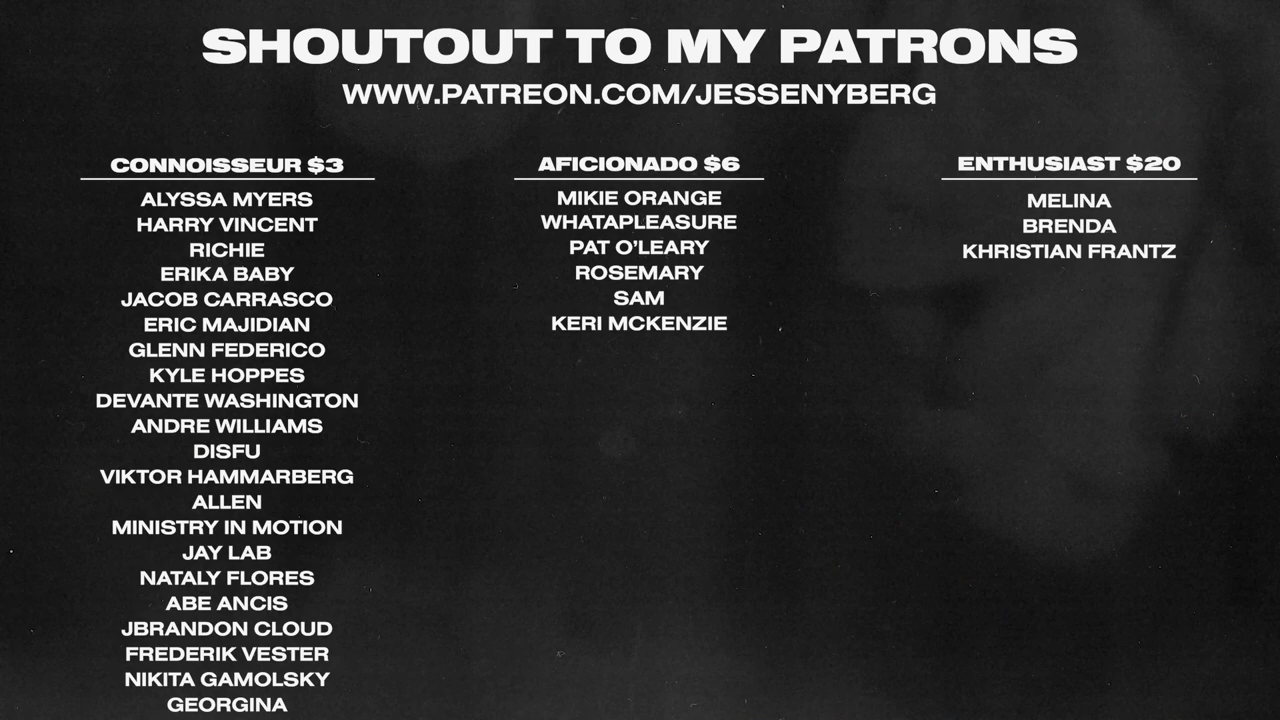 SHOUTOUT TO MY PATRONS
WWW.PATREON.COM/JESSENYBERG
CONNOISSEUR $3
ALYSSA MYERS
HARRY VINCENT
RICHIE
ERIKA BABY
JACOB CARRASCO
ERIC MAJIDIAN
GLENN FEDERICO
KYLE HOPPES
DEVANTE WASHINGTON
ANDRE WILLIAMS
DISFU
VIKTOR HAMMARBERG
ALLEN
MINISTRY IN MOTION
JAY LAB
NATALY FLORES
ABE ANCIS
JBRANDON CLOUD
FREDERIK VESTER
NIKITA GAMOLSKY
GEORGINA
AFICIONADO $6
MIKIE ORANGE
WHATAPLEASURE
PAT O'LEARY
ROSEMARY
SAM
KERI MCKENZIE
ENTHUSIAST $20
MELINA
BRENDA
KHRISTIAN FRANTZ